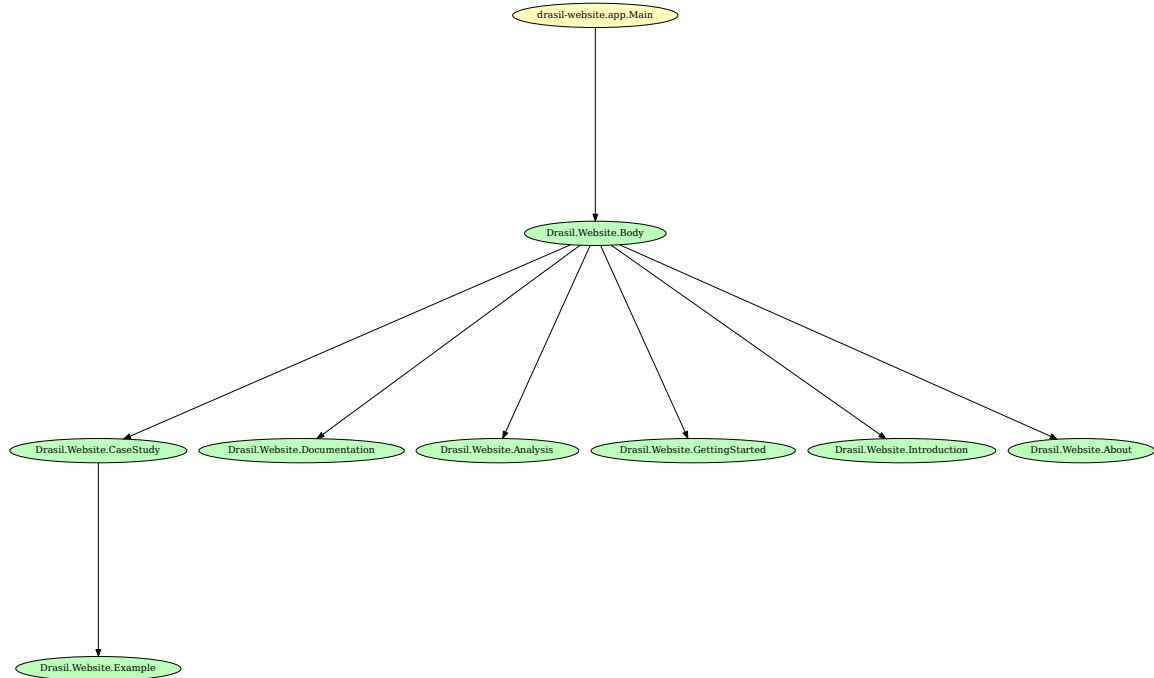 drasil-website.app.Main
Drasil.Website.Body
Drasil.Website.CaseStudy
Drasil.Website.Documentation
Drasil.Website.Analysis
Drasil.Website.GettingStarted
Drasil.Website.Introduction
Drasil.Website.About
Drasil.Website.Example